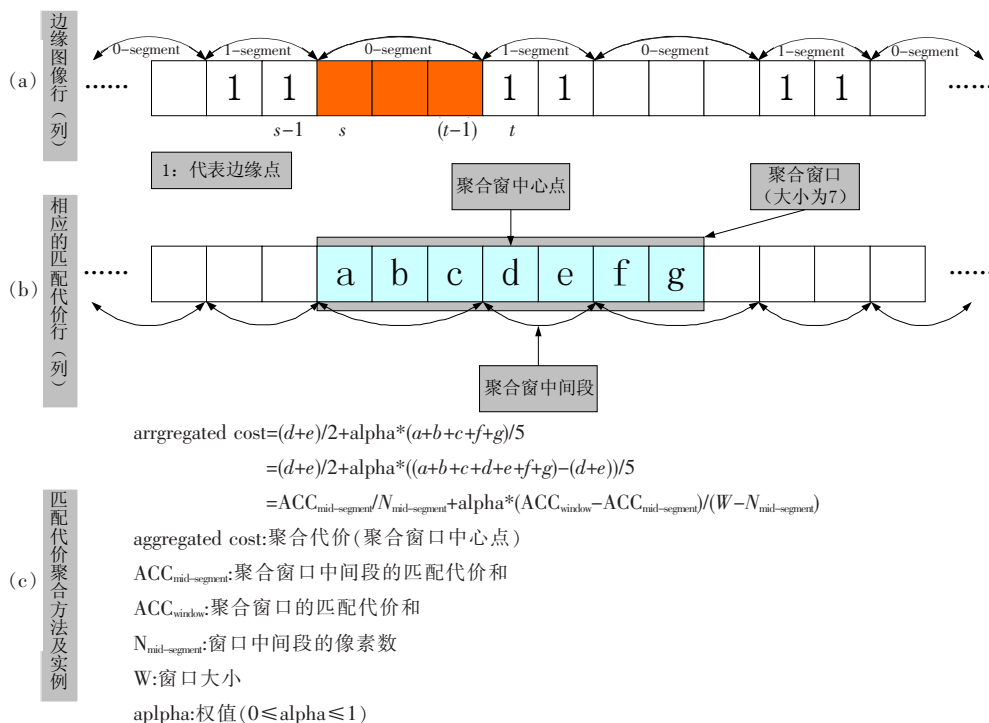 边缘图像行（列）
(a)
0-segment 1-segment 0-segment 1-segment 0-segment 1-segment 0-segment
…… 1 1 1 1 1 1 ……
s-1 s (t-1) t
1：代表边缘点
相应的匹配代价行（列）
(b)
聚合窗中心点
聚合窗口
（大小为7）
…… a b c d e f g ……
聚合窗中间段
匹配代价聚合方法及实例
(c)
arrgregated cost=(d+e)/2+alpha*(a+b+c+f+g)/5
=(d+e)/2+alpha*((a+b+c+d+e+f+g)-(d+e))/5
=ACCmid-segment/Nmid-segment+alpha*(ACCwindow-ACCmid-segment)/(W-Nmid-segment)
aggregated cost:聚合代价(聚合窗口中心点)
ACCmid-segment:聚合窗口中间段的匹配代价和
ACCwindow:聚合窗口的匹配代价和
Nmid-segment:窗口中间段的像素数
W:窗口大小
aplpha:权值(0≤alpha≤1)